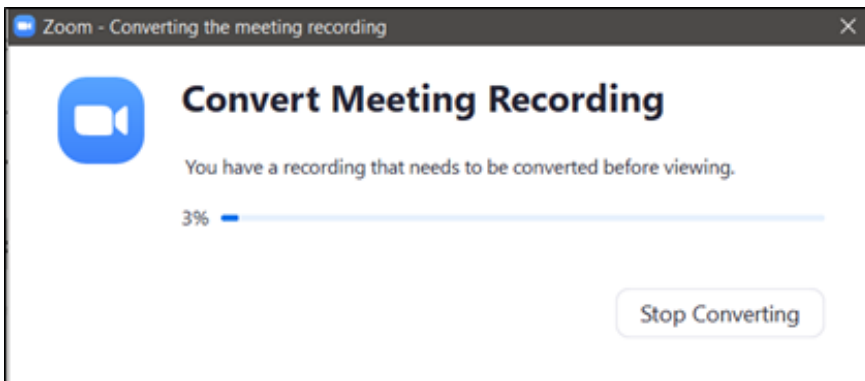 Zoom - Converting the meeting recording
Convert Meeting Recording
You have a recording that needs to be converted before viewing.
3%
Stop Converting